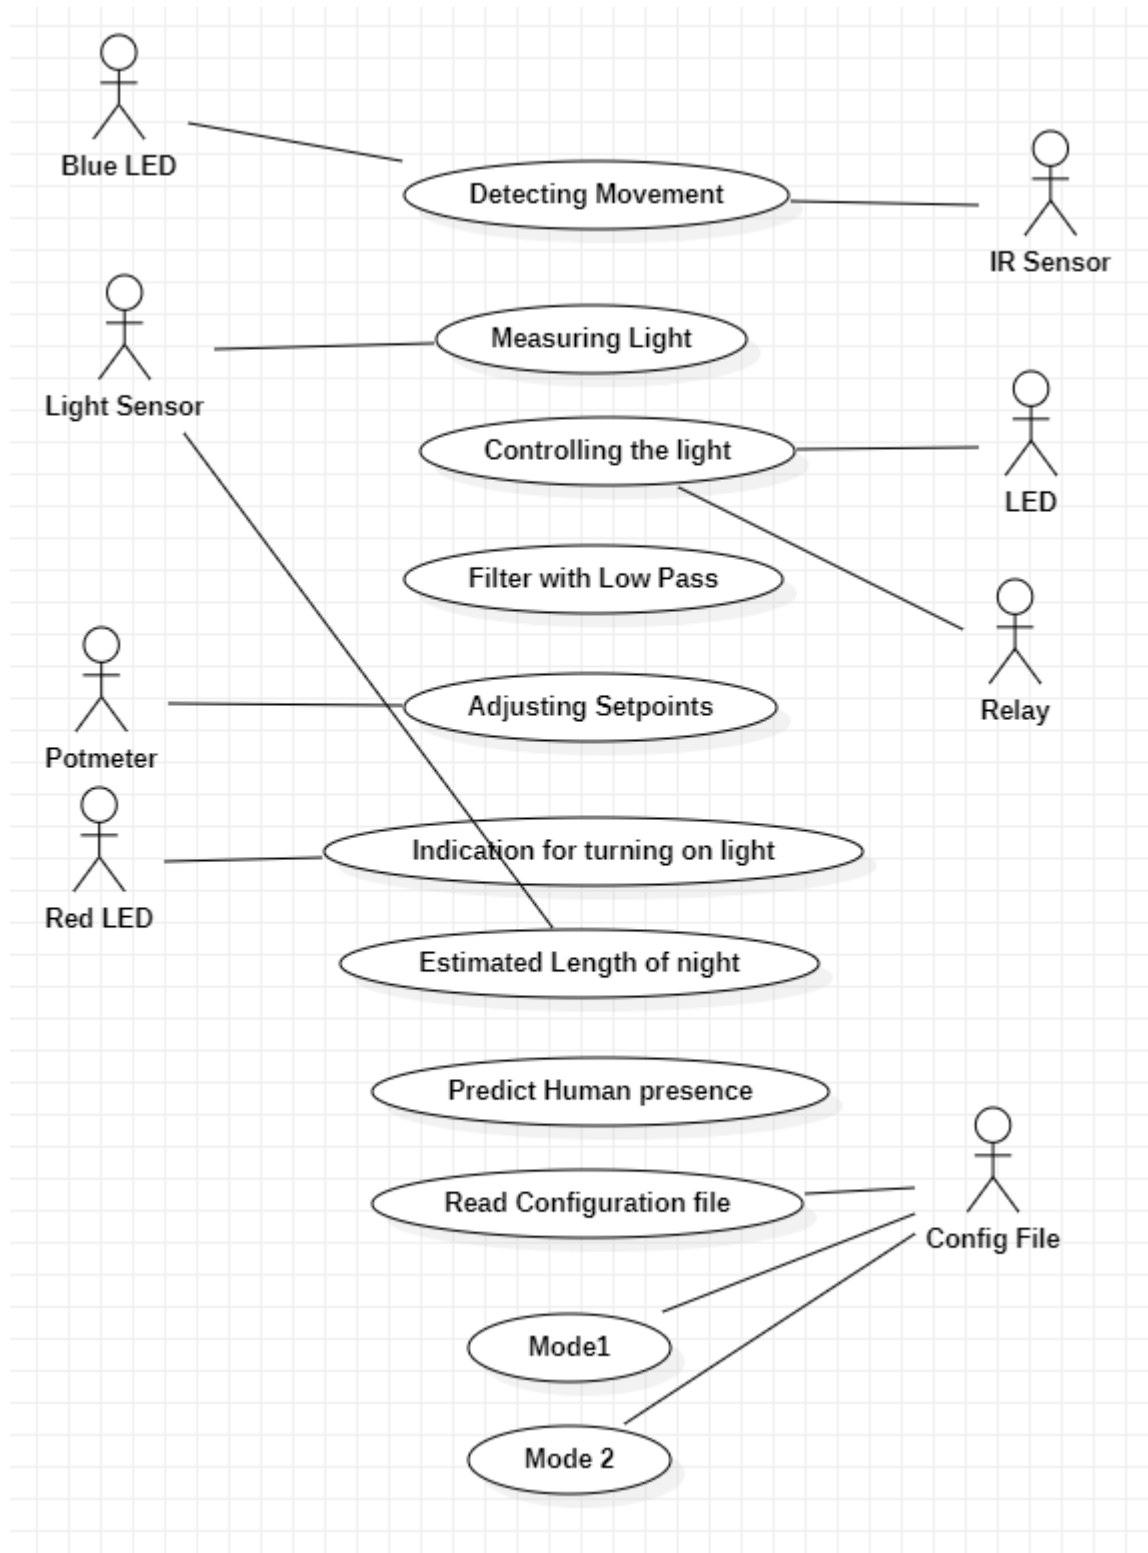 Blue LED
Detecting Movement
IR Sensor
Measuring Light
Light Sensor
Controlling the light
LED
Filter with Low Pass
Relay
Adjusting Setpoints
Potmeter
Indication for turning on light
Red LED
Estimated Length of night
Predict Human presence
Read Configuration file
Config File
Mode1
Mode 2